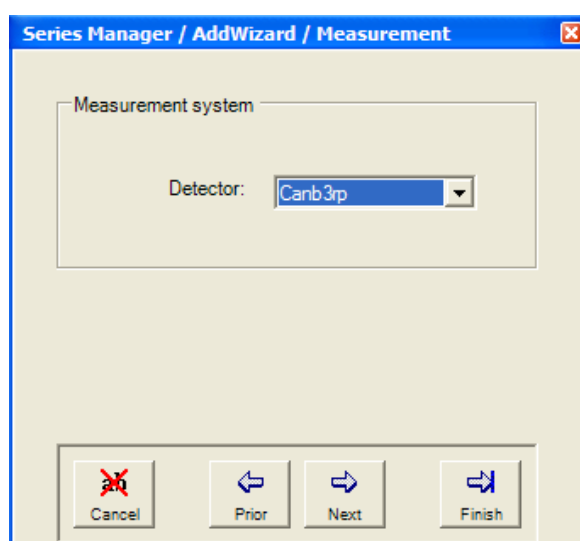 Series Manager / AddWizard / Measurement
Measurement system
Detector: Canb3rp
Cancel Prior Next Finish